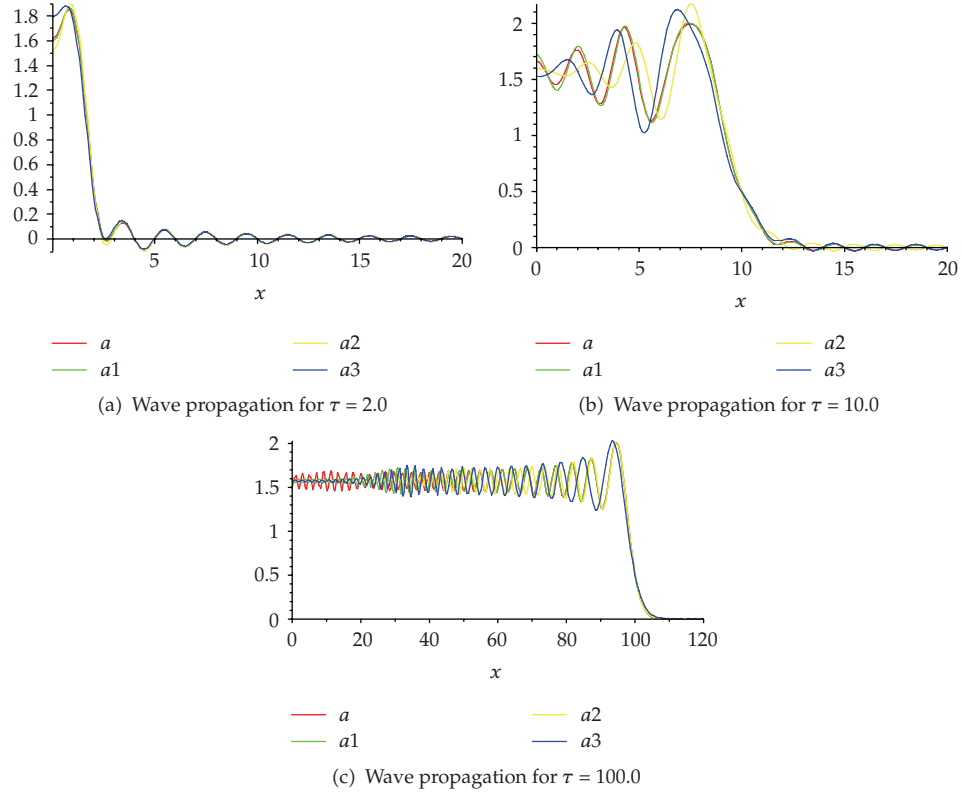 1.8
1.6
1.4
1.2
1
0.8
0.6
0.4
0.2
0
5
10
15
20
x
a
a2
a1
a3
(a) Wave propagation for τ = 2.0
2
1.5
1
0.5
0
0
5
10
15
20
x
a
a2
a1
a3
(b) Wave propagation for τ = 10.0
2
1.5
1
0.5
0
0
20
40
60
80
100
120
x
a
a2
a1
a3
(c) Wave propagation for τ = 100.0